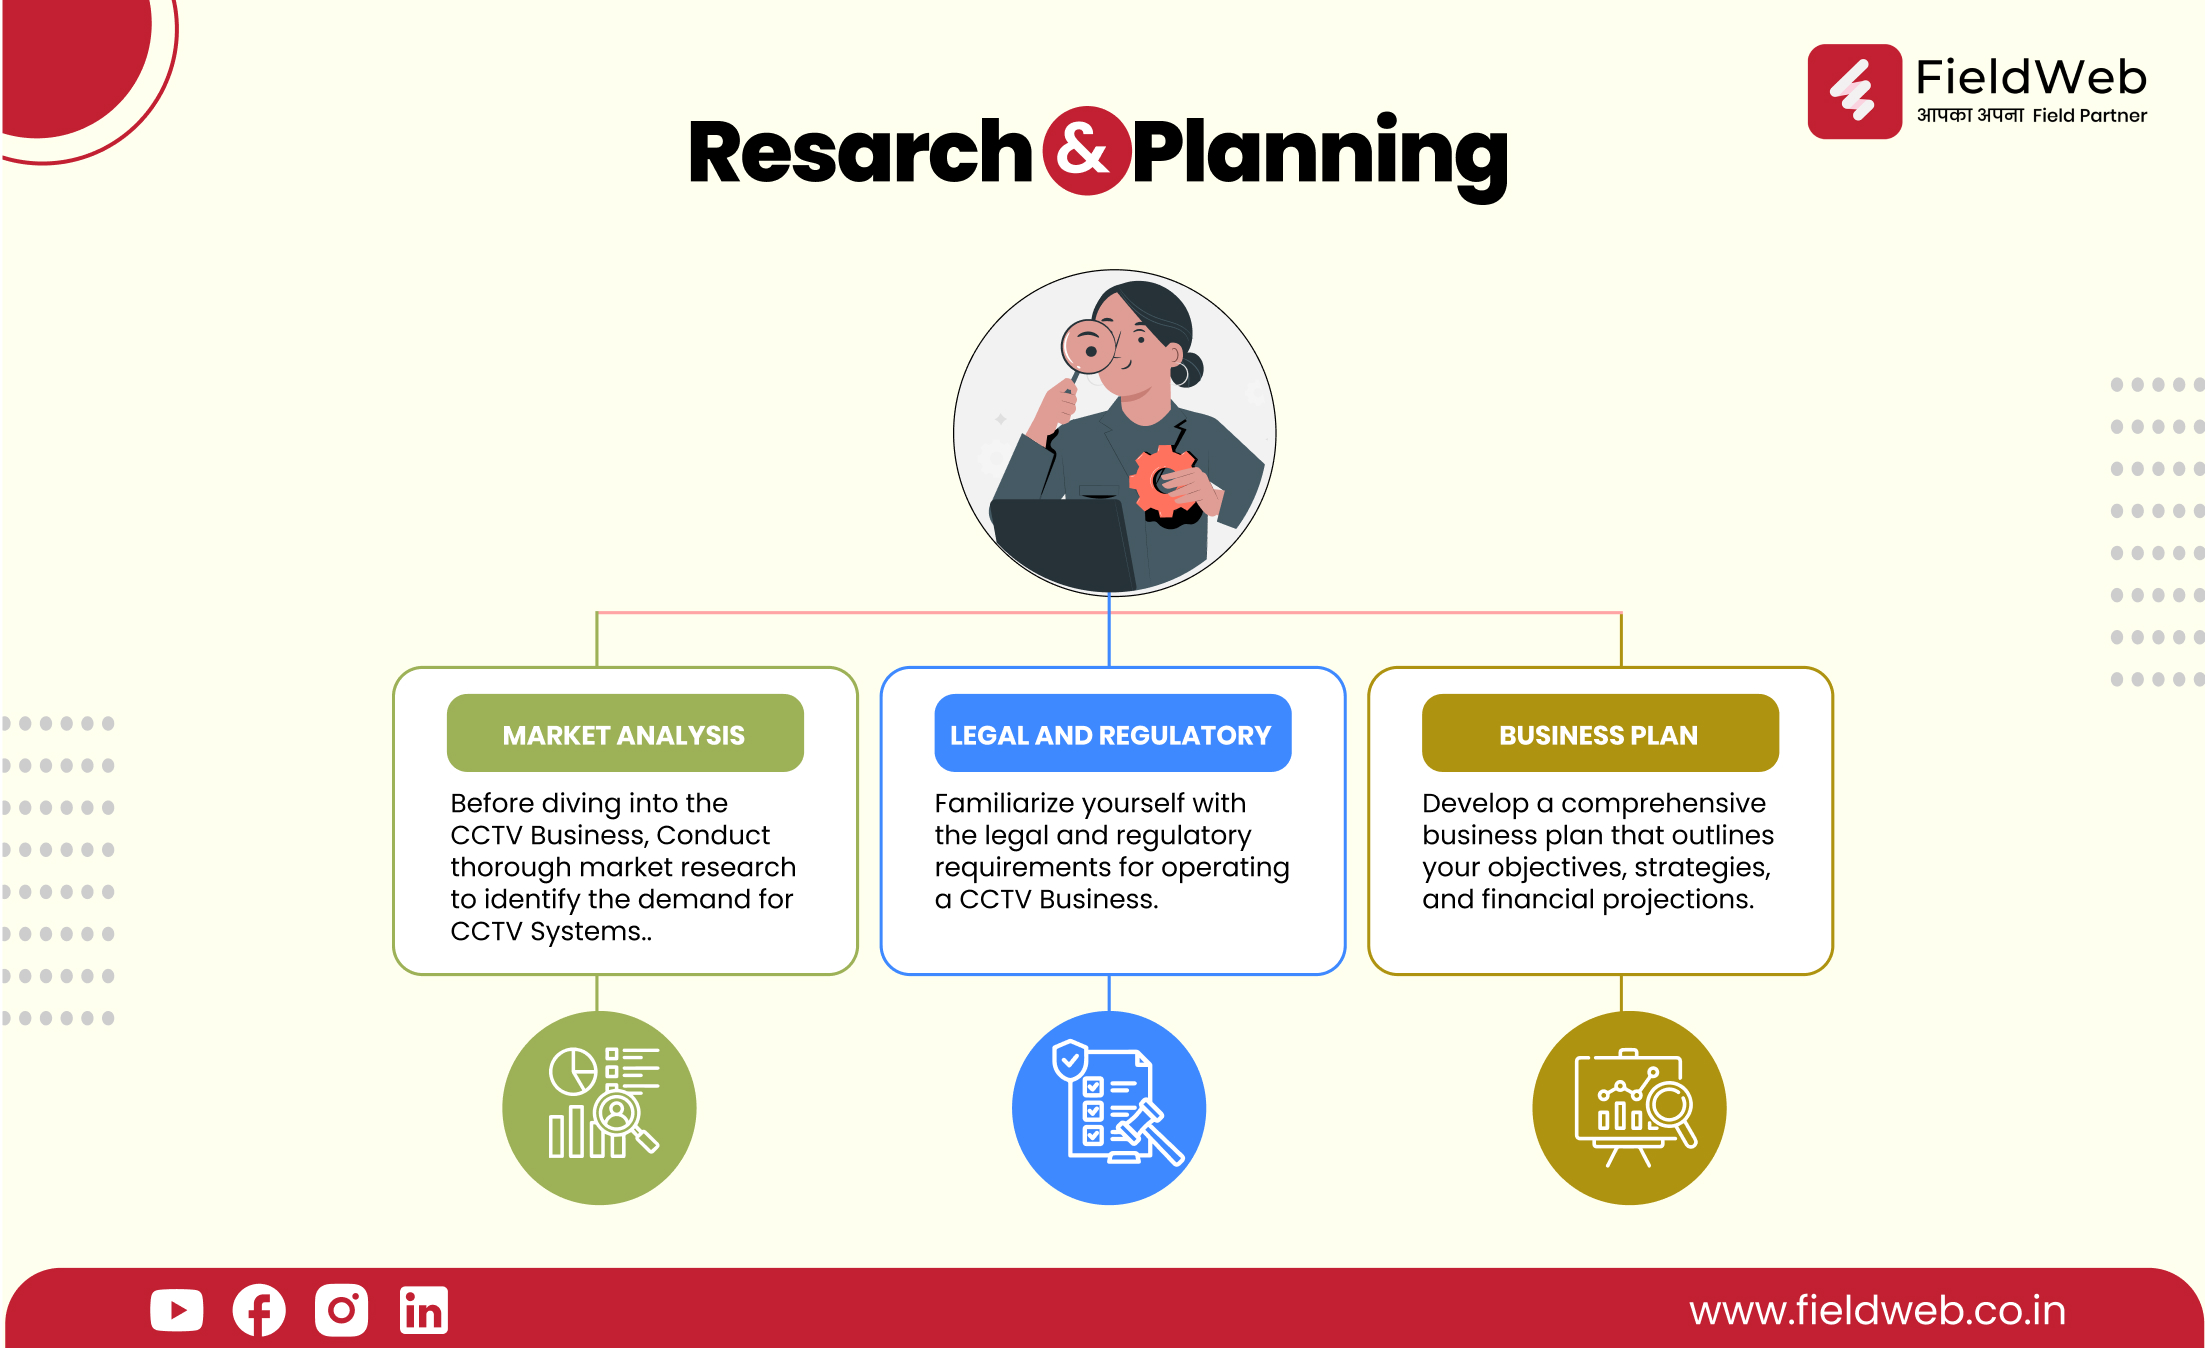 FieldWeb
आपका अपना Field Partner
Resarch & Planning
MARKET ANALYSIS
Before diving into the
CCTV Business, Conduct
thorough market research
to identify the demand for
CCTV Systems..
LEGAL AND REGULATORY
Familiarize yourself with
the legal and regulatory
requirements for operating
a CCTV Business.
BUSINESS PLAN
Develop a comprehensive
business plan that outlines
your objectives, strategies,
and financial projections.
www.fieldweb.co.in